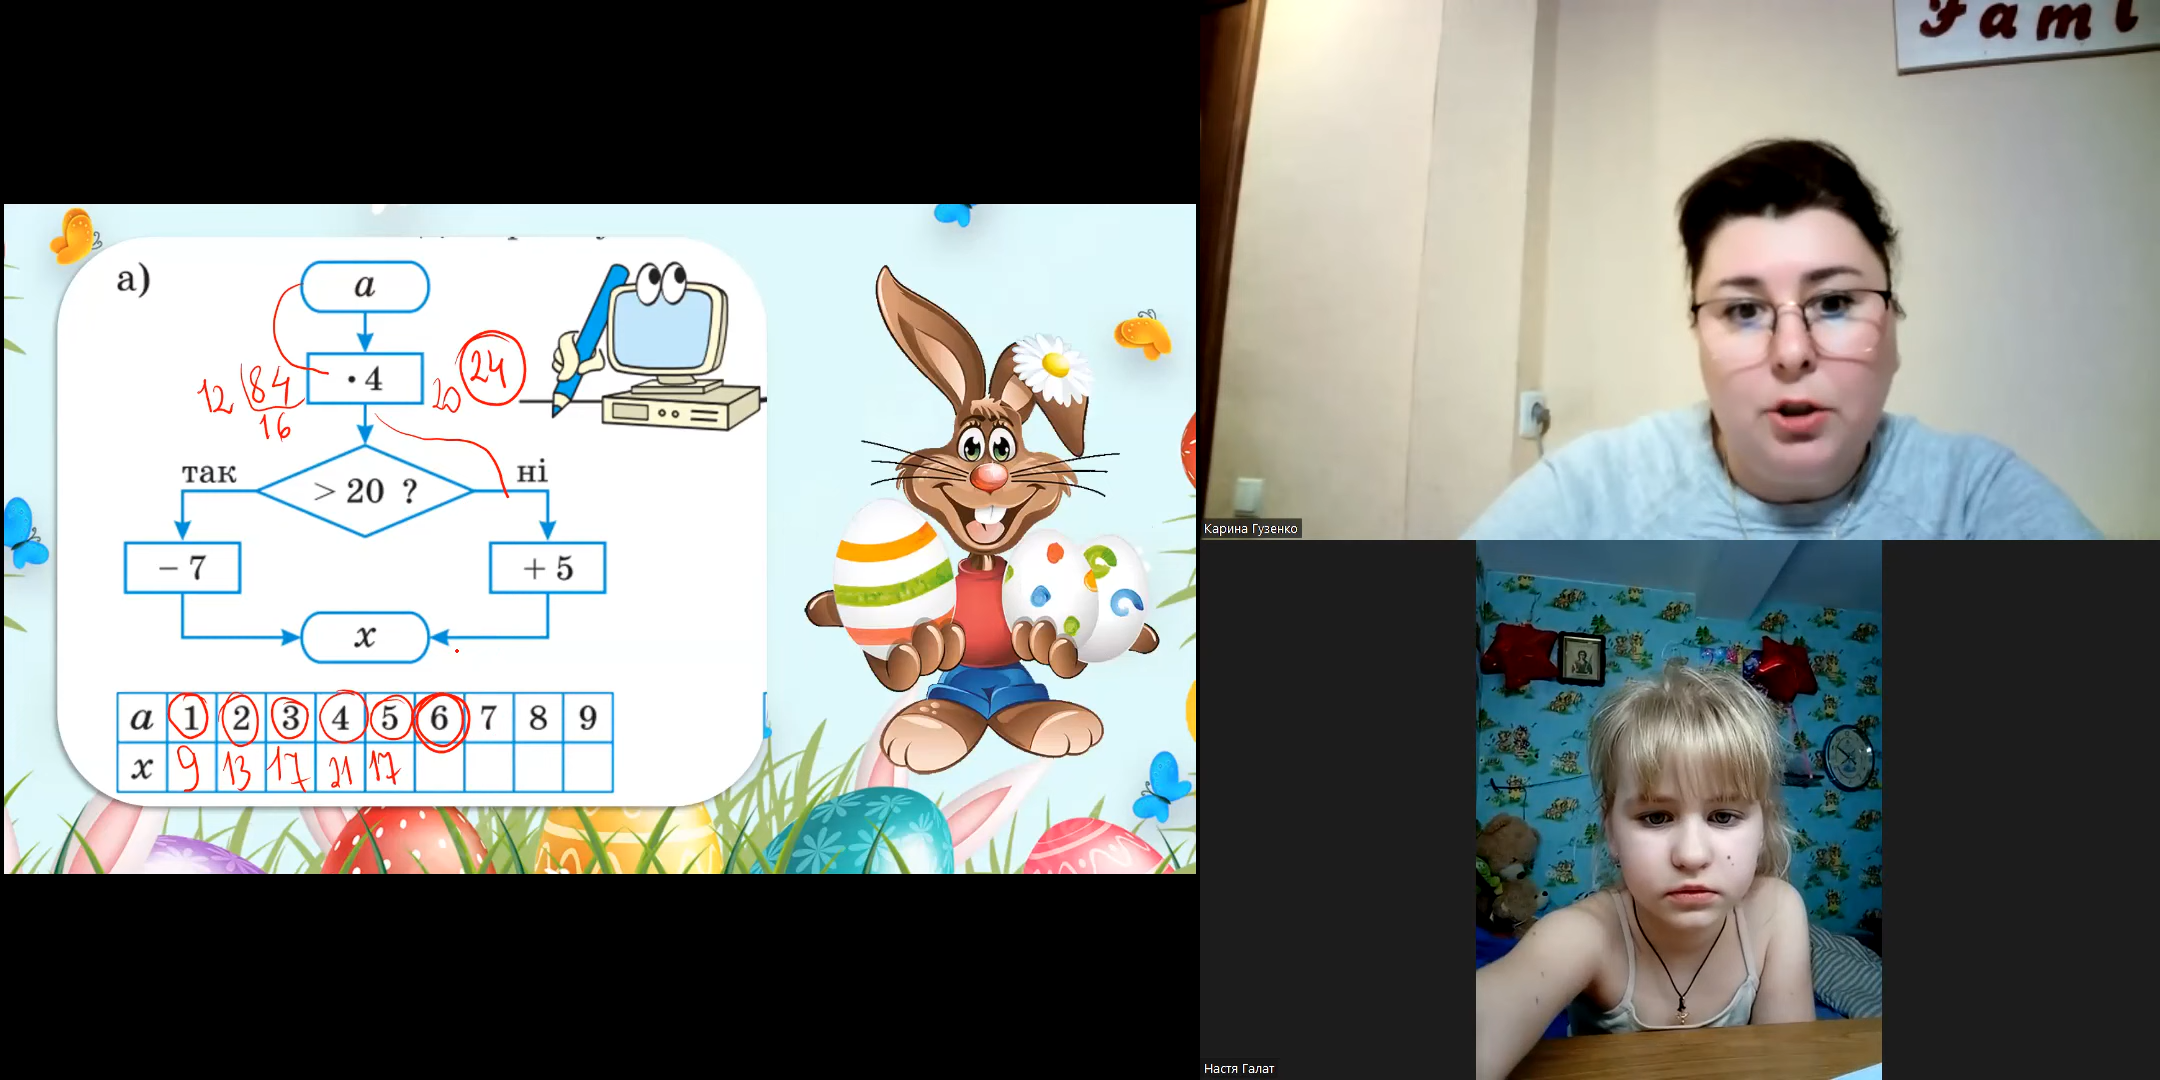 а)
a
• 4
12 8 4 20 24
16
так > 20 ? ні
– 7 + 5
x
a 1 2 3 4 5 6 7 8 9
x 9 13 17 21 17
Fami
Карина Гузенко
Настя Галат